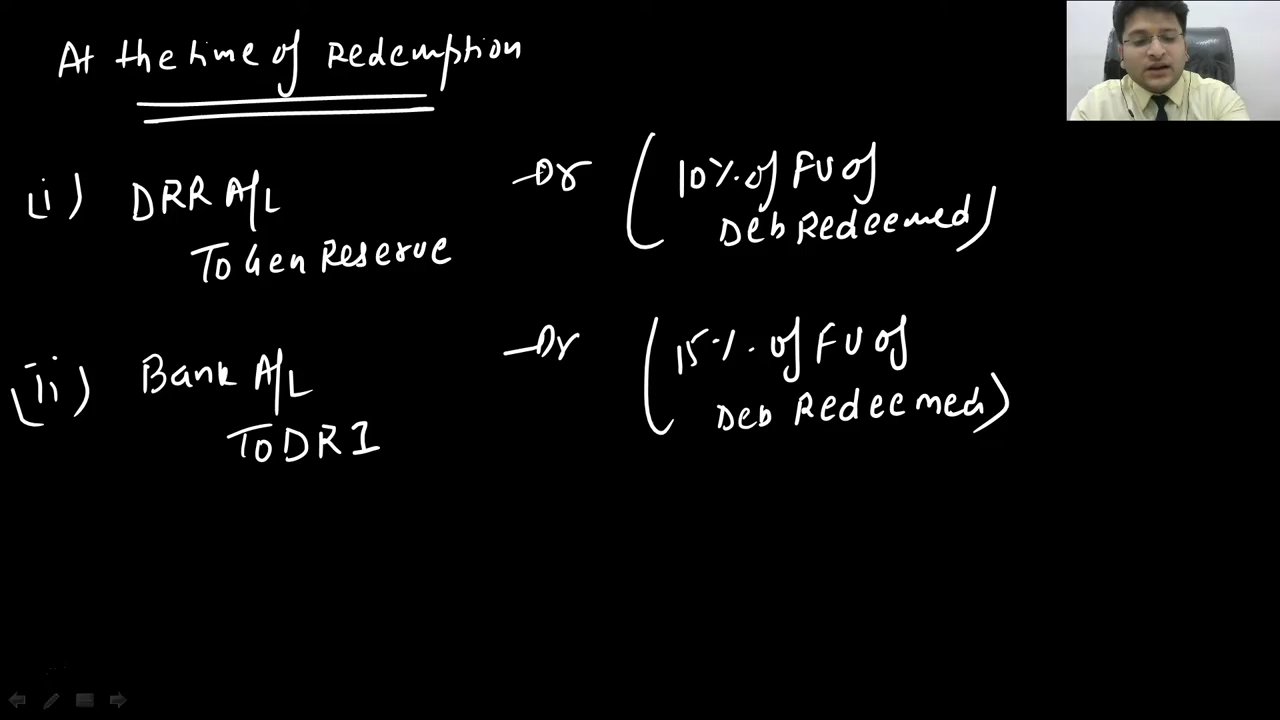 At the time of Redemption
(i) DRR A/L Dr (10% of FV of
Deb Redeemed)
To Gen Reserve
(ii) Bank A/L Dr (15% of FV of
Deb Redeemed)
To DRI